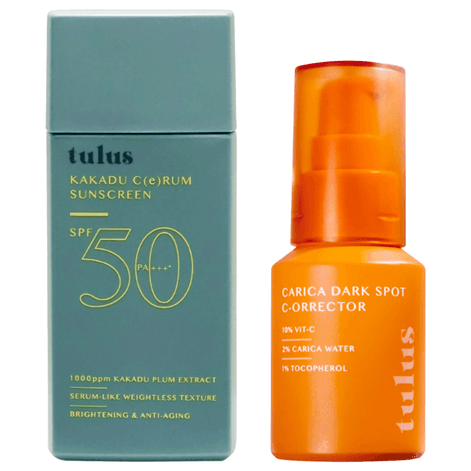 tulus
KAKADU C(e)RUM
SUNSCREEN
SPF
50
PA+++*
1000ppm KAKADU PLUM EXTRACT
SERUM-LIKE WEIGHTLESS TEXTURE
BRIGHTENING & ANTI-AGING
CARICA DARK SPOT
C-ORRECTOR
10% VIT-C
2% CARICA WATER
1% TOCOPHEROL
tulus